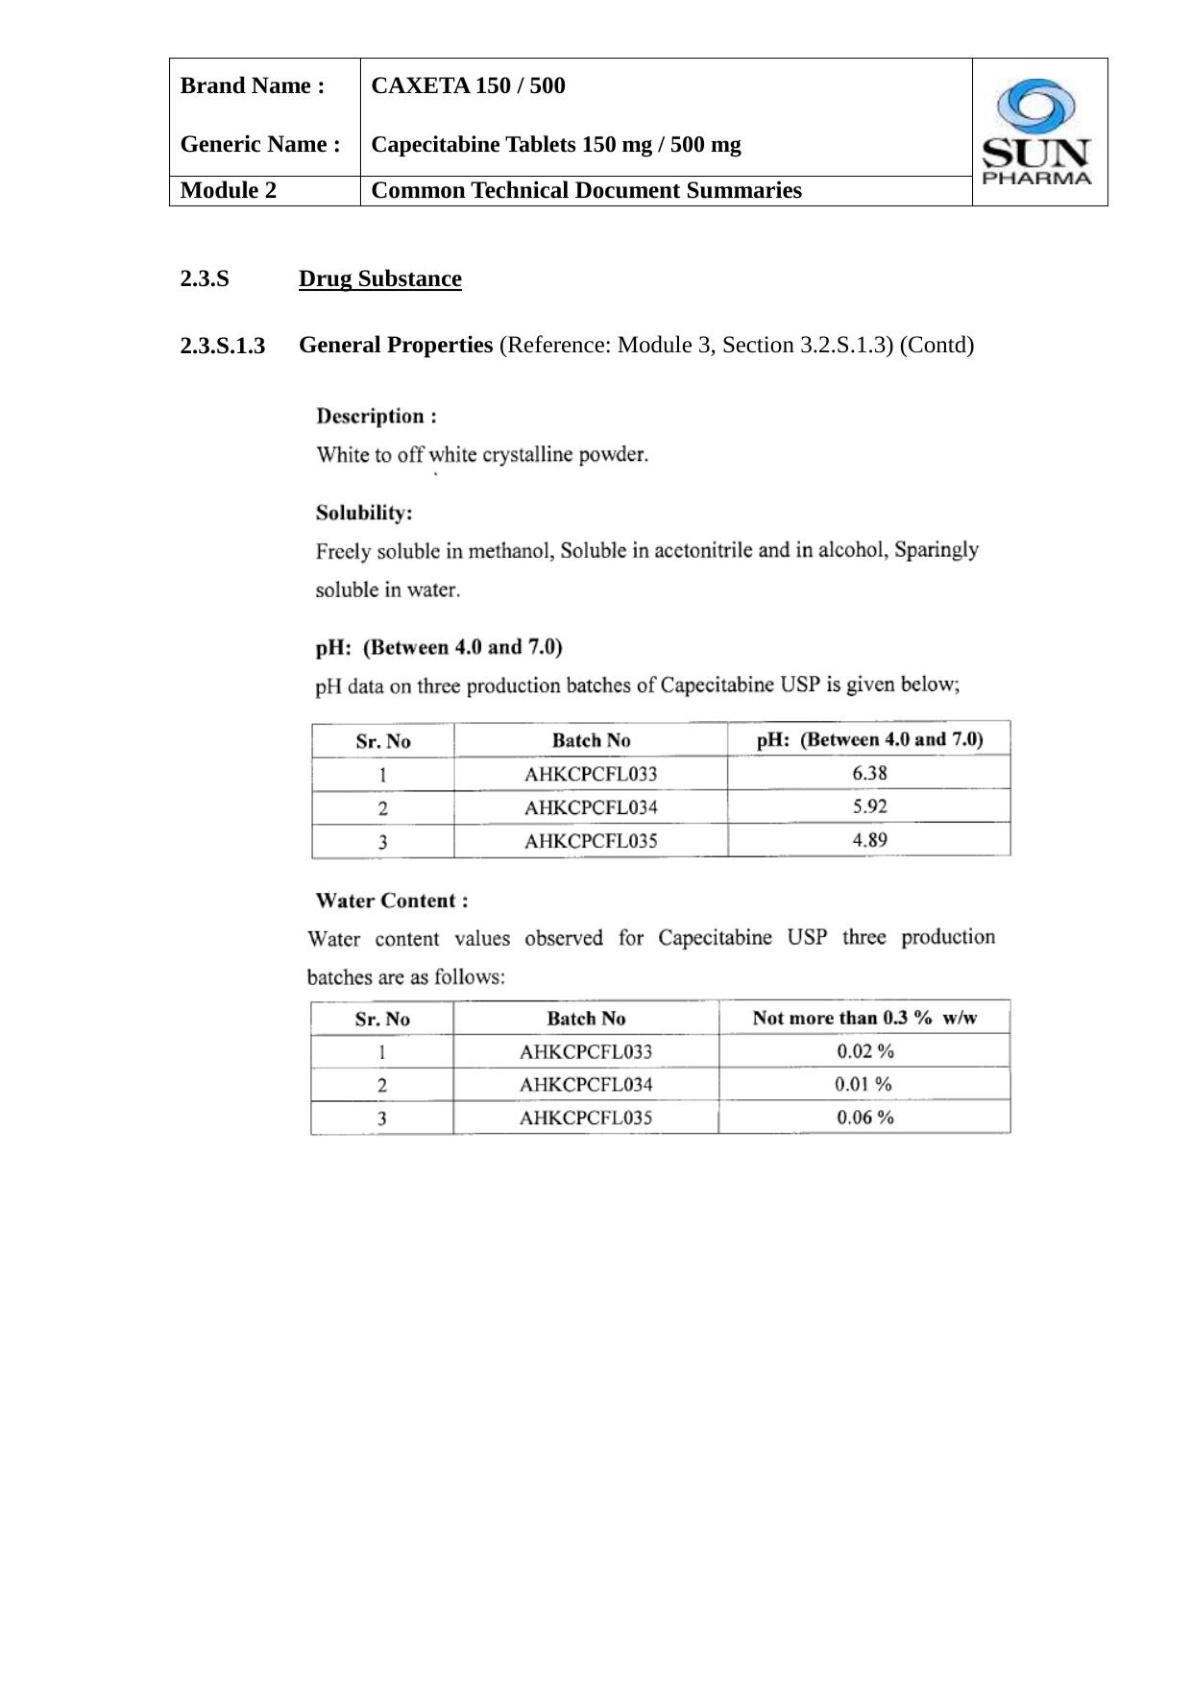 Brand Name : CAXETA 150 / 500
Generic Name : Capecitabine Tablets 150 mg / 500 mg
SUN
PHARMA
Module 2 Common Technical Document Summaries
2.3.S Drug Substance
2.3.S.1.3 General Properties (Reference: Module 3, Section 3.2.S.1.3) (Contd)
Description :
White to off white crystalline powder.
Solubility:
Freely soluble in methanol, Soluble in acetonitrile and in alcohol, Sparingly
soluble in water.
pH: (Between 4.0 and 7.0)
pH data on three production batches of Capecitabine USP is given below;
Sr. No Batch No pH: (Between 4.0 and 7.0)
1 AHKCPCFL033 6.38
2 AHKCPCFL034 5.92
3 AHKCPCFL035 4.89
Water Content :
Water content values observed for Capecitabine USP three production
batches are as follows:
Sr. No Batch No Not more than 0.3 % w/w
1 AHKCPCFL033 0.02 %
2 AHKCPCFL034 0.01 %
3 AHKCPCFL035 0.06 %